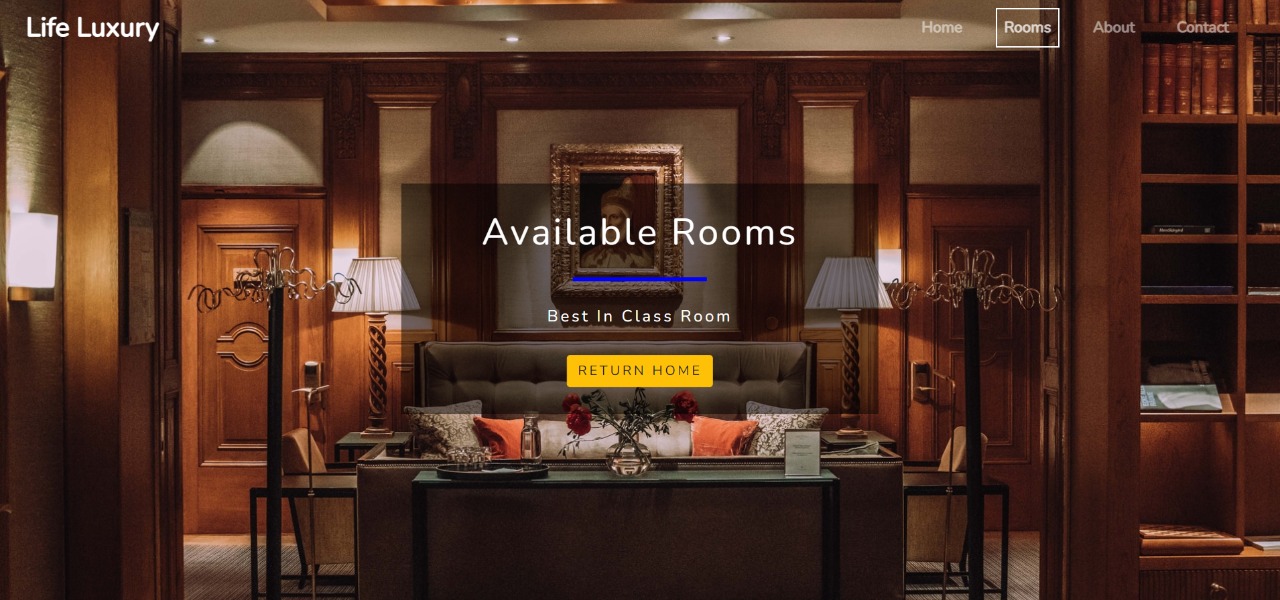 Life Luxury
Home Rooms About Contact
Available Rooms
Best In Class Room
RETURN HOME